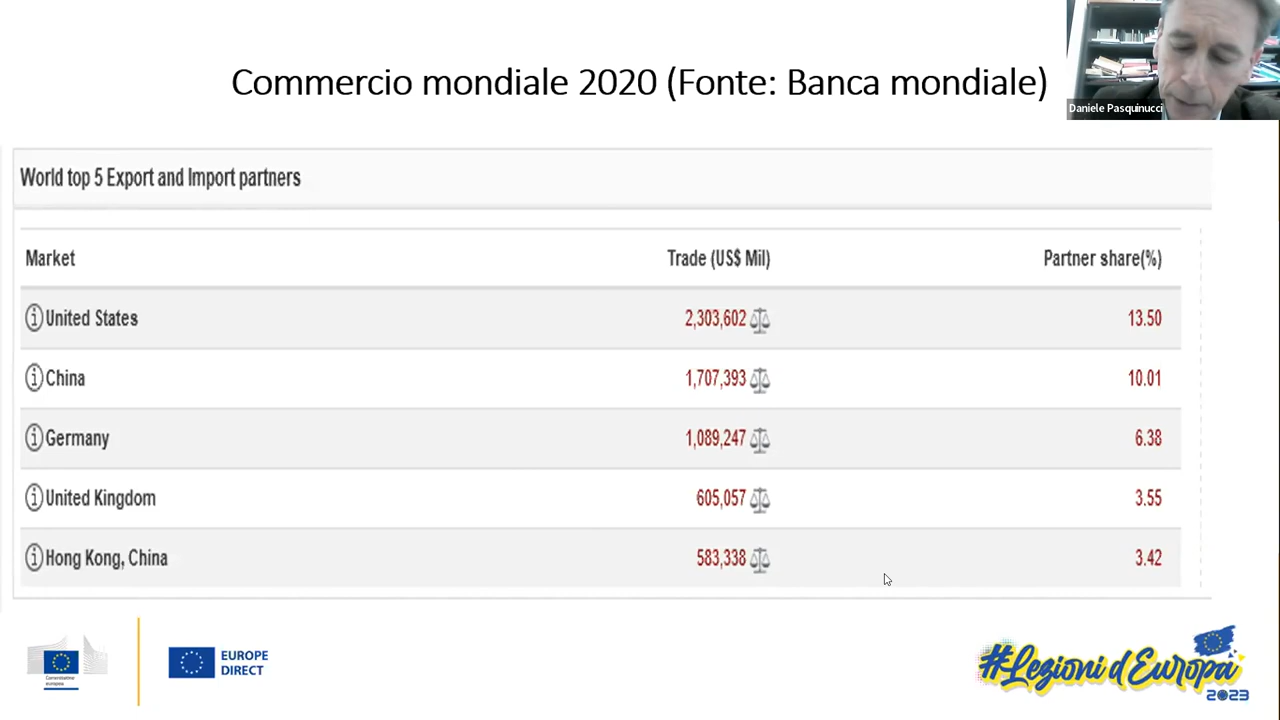 Commercio mondiale 2020 (Fonte: Banca mondiale)
Daniele Pasquinucci
World top 5 Export and Import partners
Market Trade (US$ Mil) Partner share(%)
United States 2,303,602 13.50
China 1,707,393 10.01
Germany 1,089,247 6.38
United Kingdom 605,057 3.55
Hong Kong, China 583,338 3.42
Commissione
europea
EUROPE
DIRECT
#Lezioni d'Europa
2023